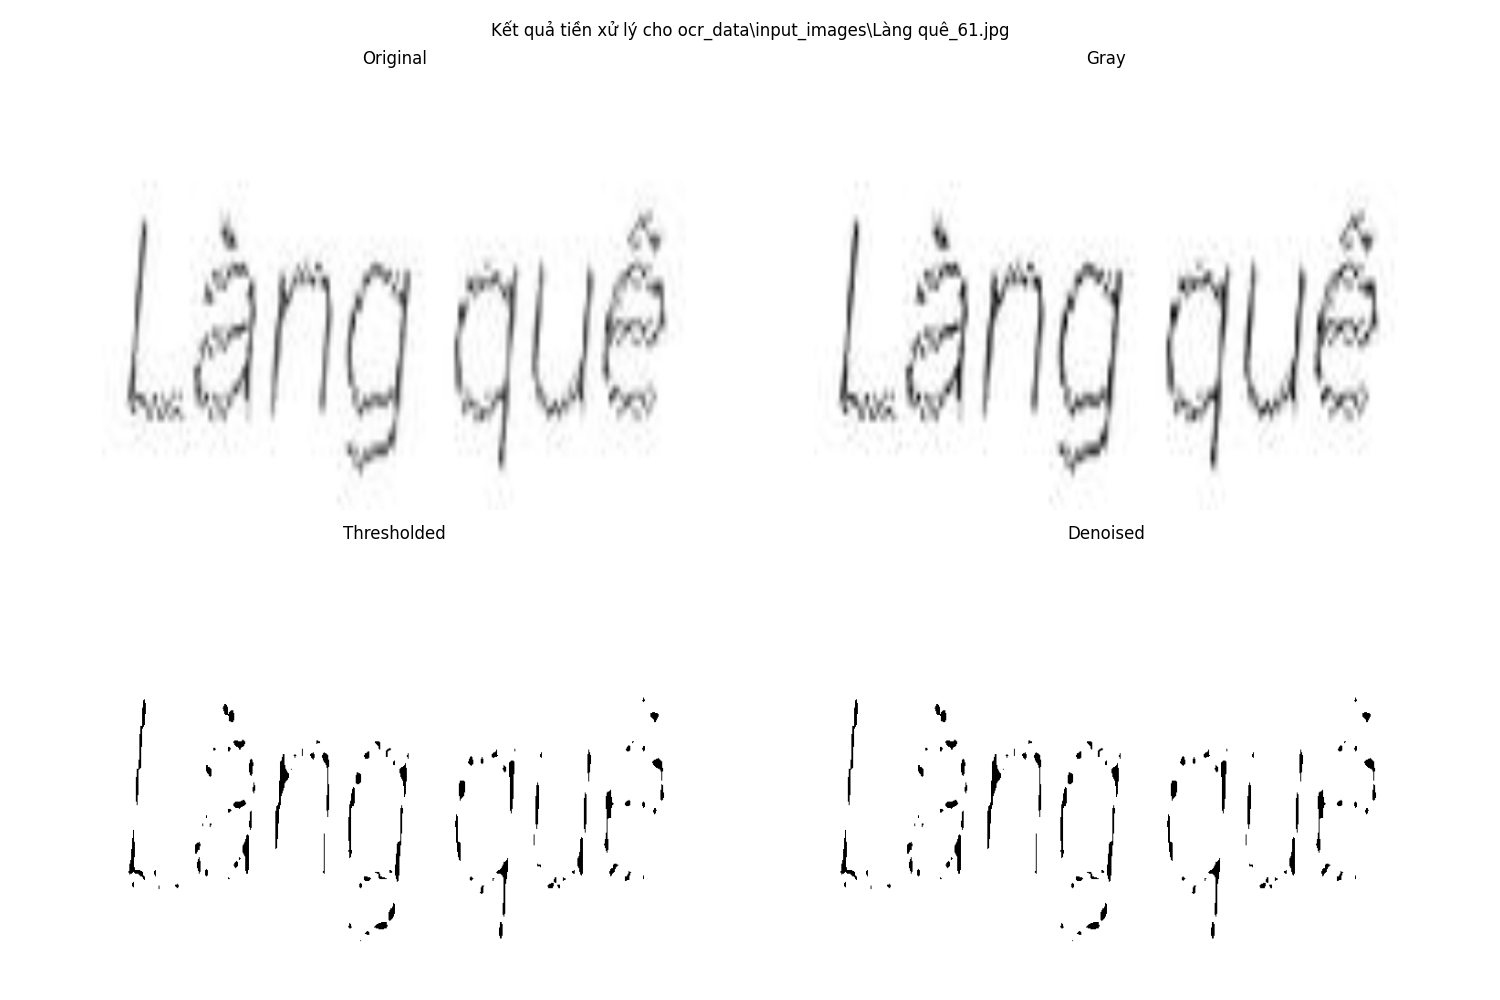 Kết quả tiền xử lý cho ocr_data\input_images\Làng quê_61.jpg
Original
Gray
Làng quê
Làng quê
Thresholded
Denoised
Làng quê
Làng quê